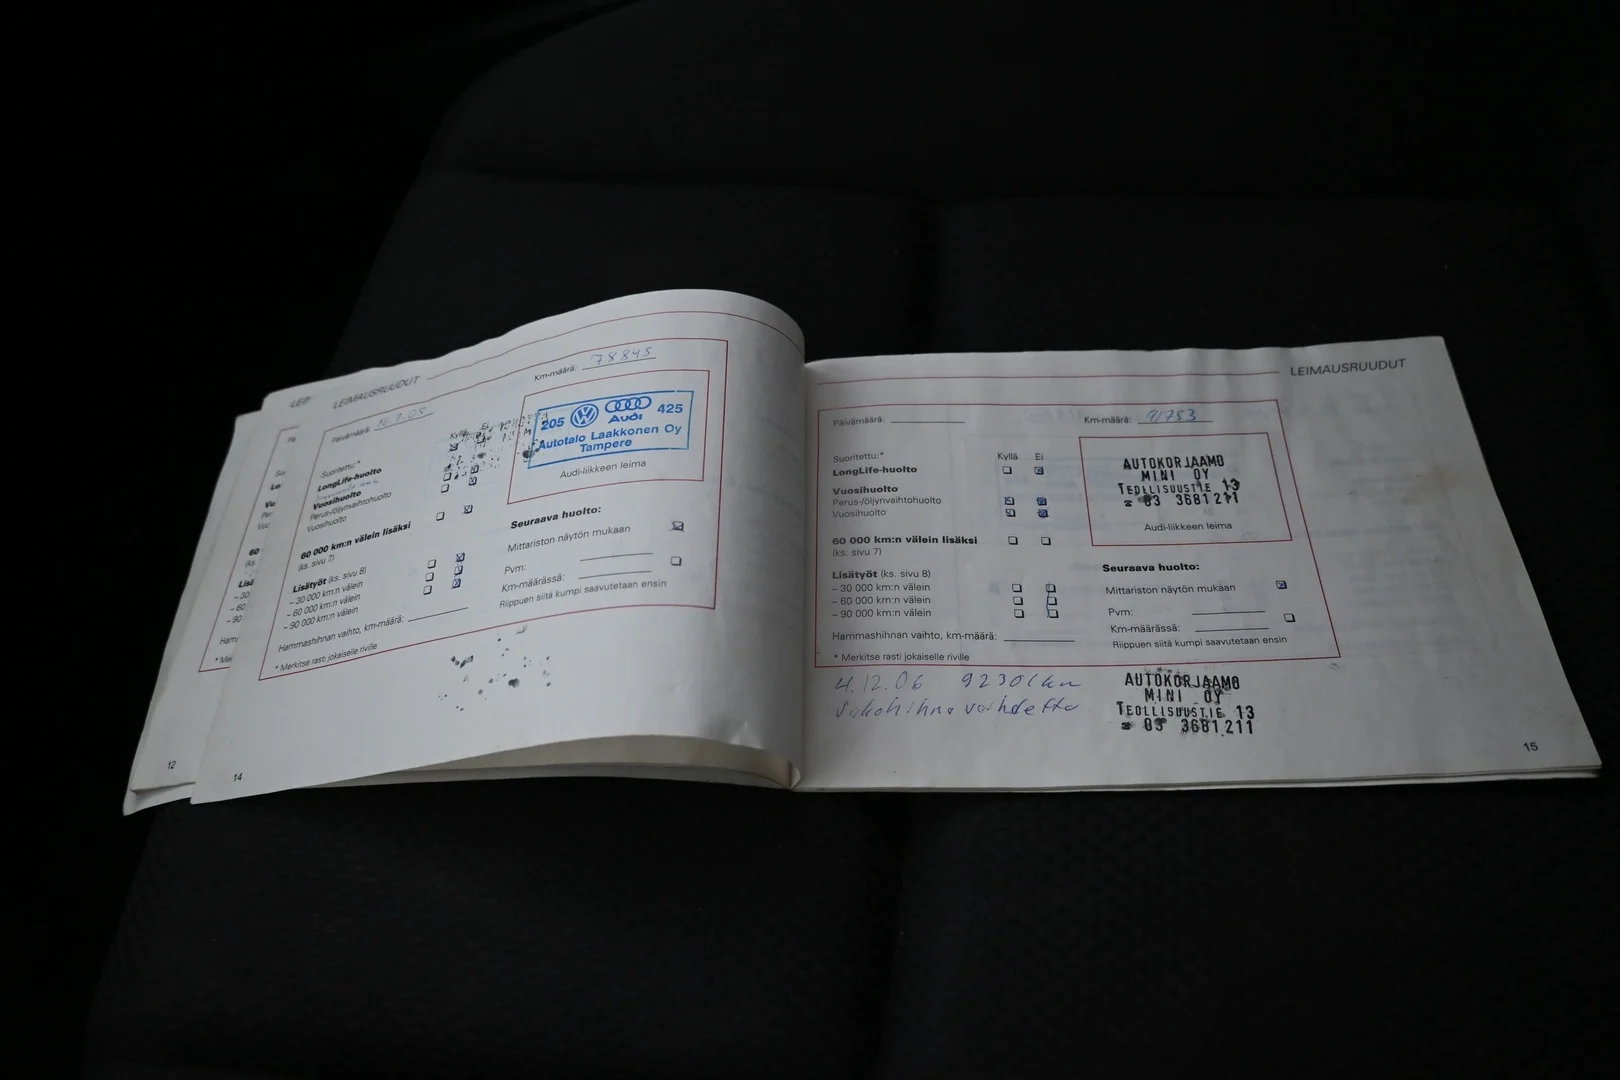 LEIMAUSRUUDUT
Päivämäärä: 7.05
Km-määrä: 78845
Suoritettu:*
Kyllä Ei
LongLife-huolto
Vuosihuolto
Perus-/öljynvaihtohuolto
Vuosihuolto
60 000 km:n välein lisäksi
(ks. sivu 7)
Lisätyöt (ks. sivu 8)
– 30 000 km:n välein
– 60 000 km:n välein
– 90 000 km:n välein
Hammashihnan vaihto, km-määrä:
* Merkitse rasti jokaiselle riville
205 Audi 425
Autotalo Laakkonen Oy
Tampere
Audi-liikkeen leima
Seuraava huolto:
Mittariston näytön mukaan
Pvm:
Km-määrässä:
Riippuen siitä kumpi saavutetaan ensin
12
14
LEIMAUSRUUDUT
Päivämäärä:
Km-määrä: 91753
Suoritettu:*
Kyllä Ei
LongLife-huolto
Vuosihuolto
Perus-/öljynvaihtohuolto
Vuosihuolto
60 000 km:n välein lisäksi
(ks. sivu 7)
Lisätyöt (ks. sivu 8)
– 30 000 km:n välein
– 60 000 km:n välein
– 90 000 km:n välein
Hammashihnan vaihto, km-määrä:
* Merkitse rasti jokaiselle riville
AUTOKORJAAMO
MINI OY
TEOLLISUUSTIE 13
☎ 03 3681211
Audi-liikkeen leima
Seuraava huolto:
Mittariston näytön mukaan
Pvm:
Km-määrässä:
Riippuen siitä kumpi saavutetaan ensin
4.12.06 92301km
Jakohihna vaihdettu
AUTOKORJAAMO
MINI OY
TEOLLISUUSTIE 13
☎ 03 3681211
15